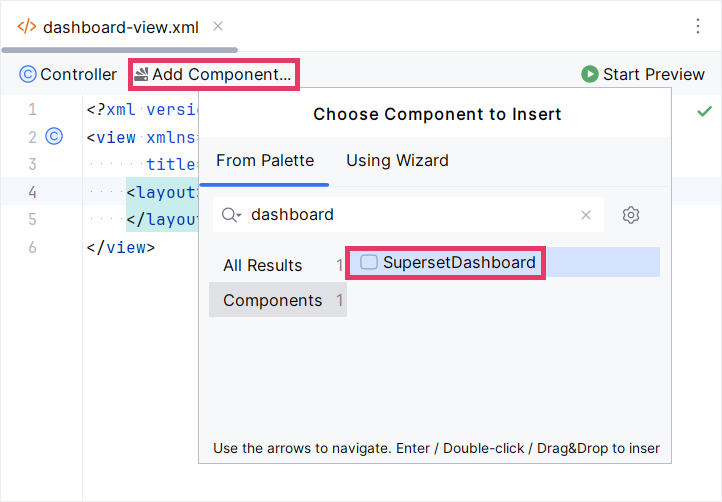 </> dashboard-view.xml ×
C Controller Add Component... Start Preview
Choose Component to Insert
From Palette Using Wizard
dashboard ×
All Results 1 SupersetDashboard
Components 1
1 <?xml versi
2 C <view xmlns=
3 title=
4 <layout>
5 </layou
6 </view>
Use the arrows to navigate. Enter / Double-click / Drag&Drop to inser